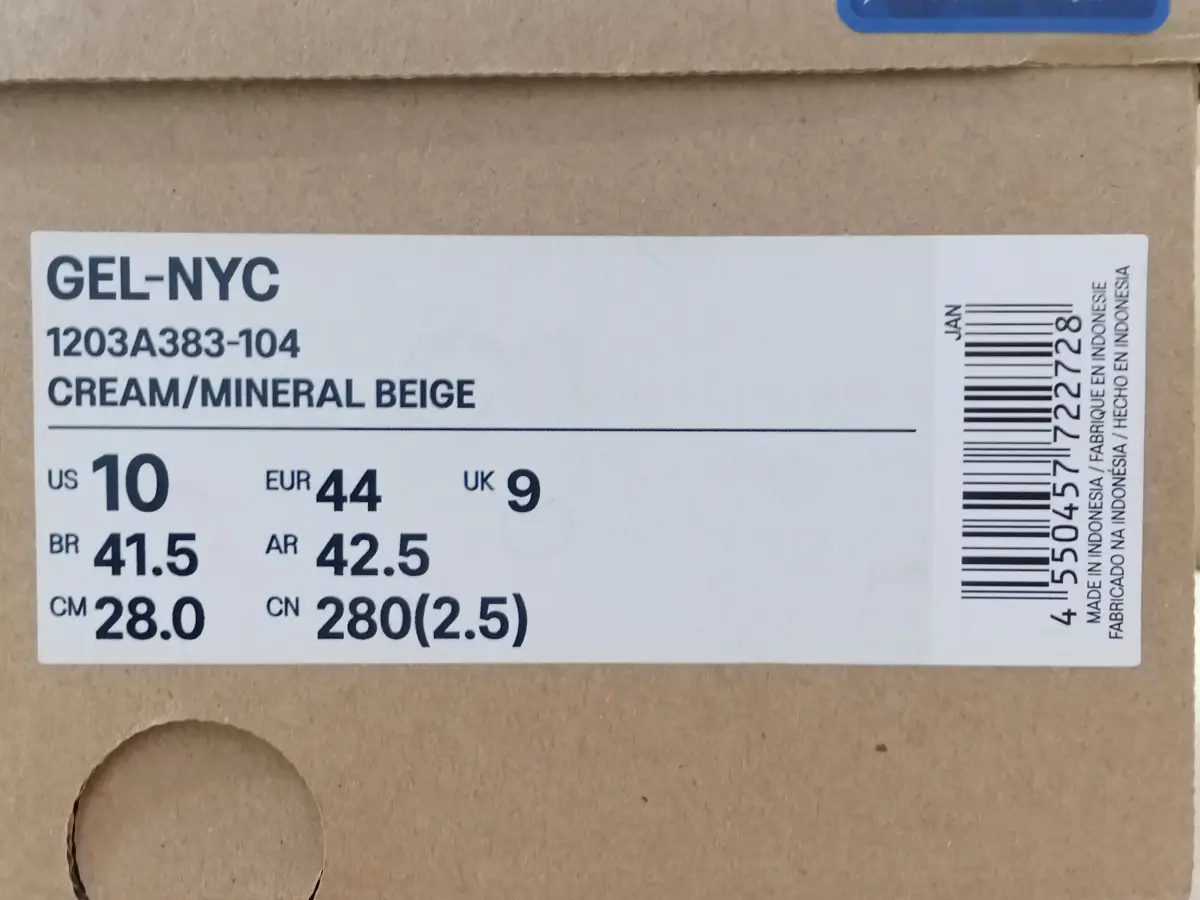 GEL-NYC
1203A383-104
CREAM/MINERAL BEIGE
US 10 EUR 44 UK 9
BR 41.5 AR 42.5
CM 28.0 CN 280(2.5)
JAN
4 550457 722728
MADE IN INDONESIA / FABRIQUE EN INDONESIE
FABRICADO NA INDONÉSIA / HECHO EN INDONESIA